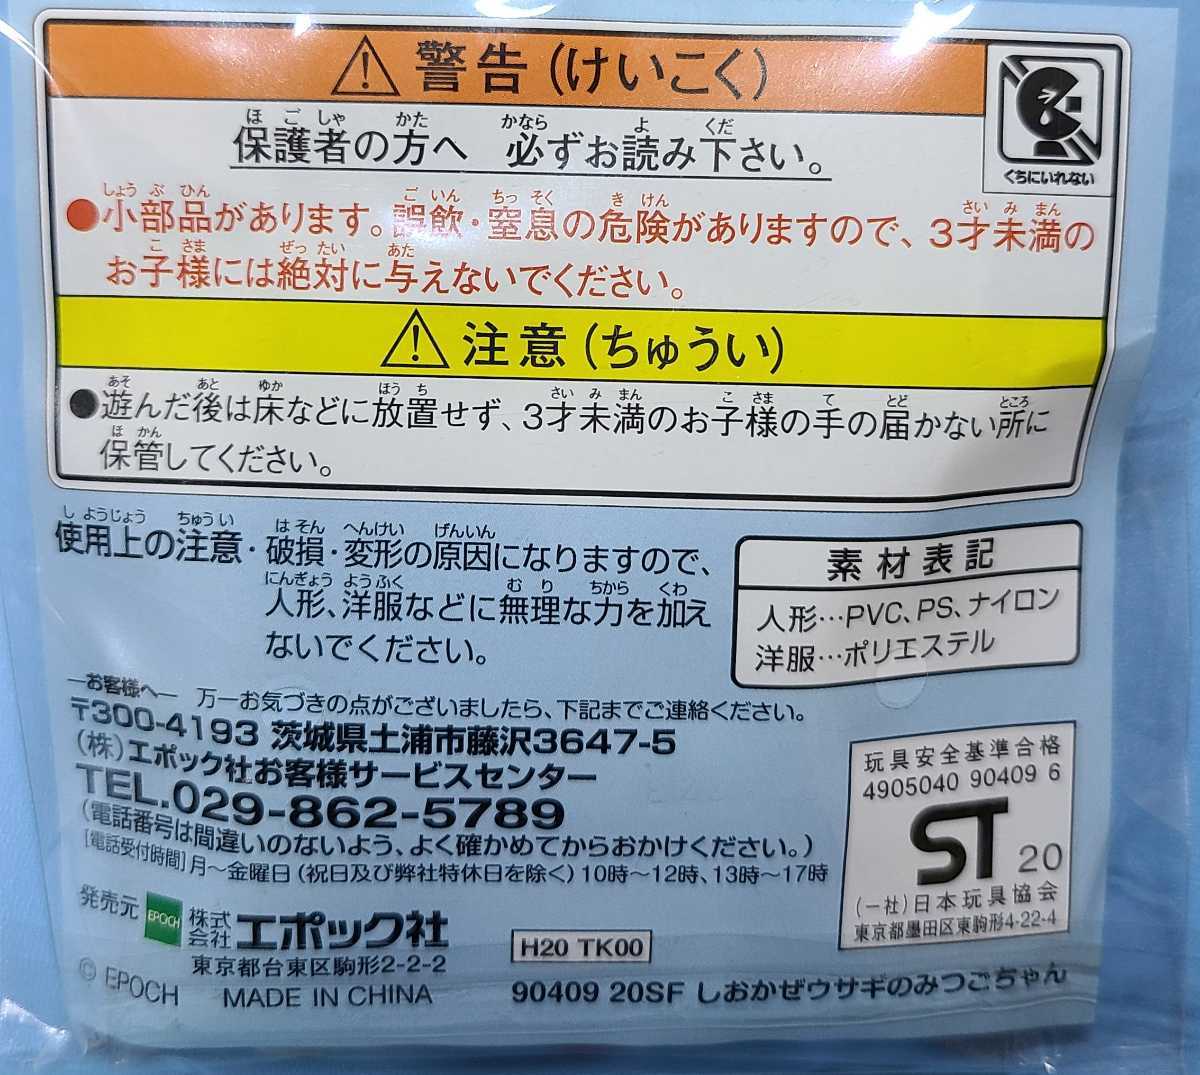 ⚠警告(けいこく)
くちにいれない
保護者の方へ 必ずお読み下さい。
●小部品があります。誤飲・窒息の危険がありますので、3才未満の
お子様には絶対に与えないでください。
⚠注意(ちゅうい)
●遊んだ後は床などに放置せず、3才未満のお子様の手の届かない所に
保管してください。
使用上の注意・破損・変形の原因になりますので、
人形、洋服などに無理な力を加え
ないでください。
素材表記
人形…PVC、PS、ナイロン
洋服…ポリエステル
―お客様へ― 万一お気づきの点がございましたら、下記までご連絡ください。
〒300-4193 茨城県土浦市藤沢3647-5
(株)エポック社お客様サービスセンター
TEL.029-862-5789
(電話番号は間違いのないよう、よく確かめてからおかけください。)
[電話受付時間]月~金曜日(祝日及び弊社特休日を除く)10時~12時、13時~17時
玩具安全基準合格
4905040 90409 6
ST 20
(一社)日本玩具協会
東京都墨田区東駒形4-22-4
発売元 EPOCH 株式会社エポック社
東京都台東区駒形2-2-2
© EPOCH MADE IN CHINA
H20 TK00
90409 20SF しおかぜウサギのみつごちゃん